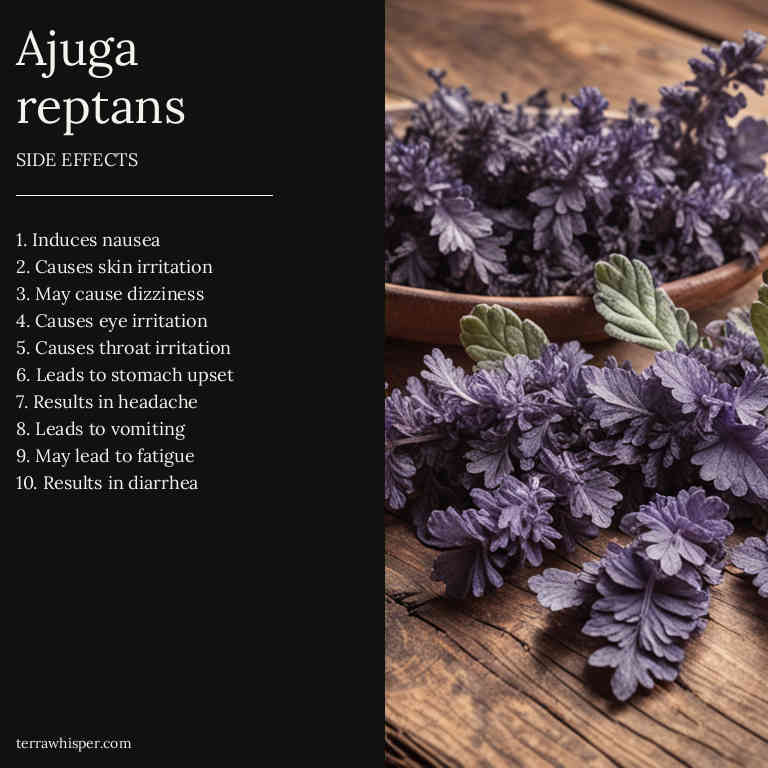 Ajuga
reptans
SIDE EFFECTS
1. Induces nausea
2. Causes skin irritation
3. May cause dizziness
4. Causes eye irritation
5. Causes throat irritation
6. Leads to stomach upset
7. Results in headache
8. Leads to vomiting
9. May lead to fatigue
10. Results in diarrhea
terrawhisper.com